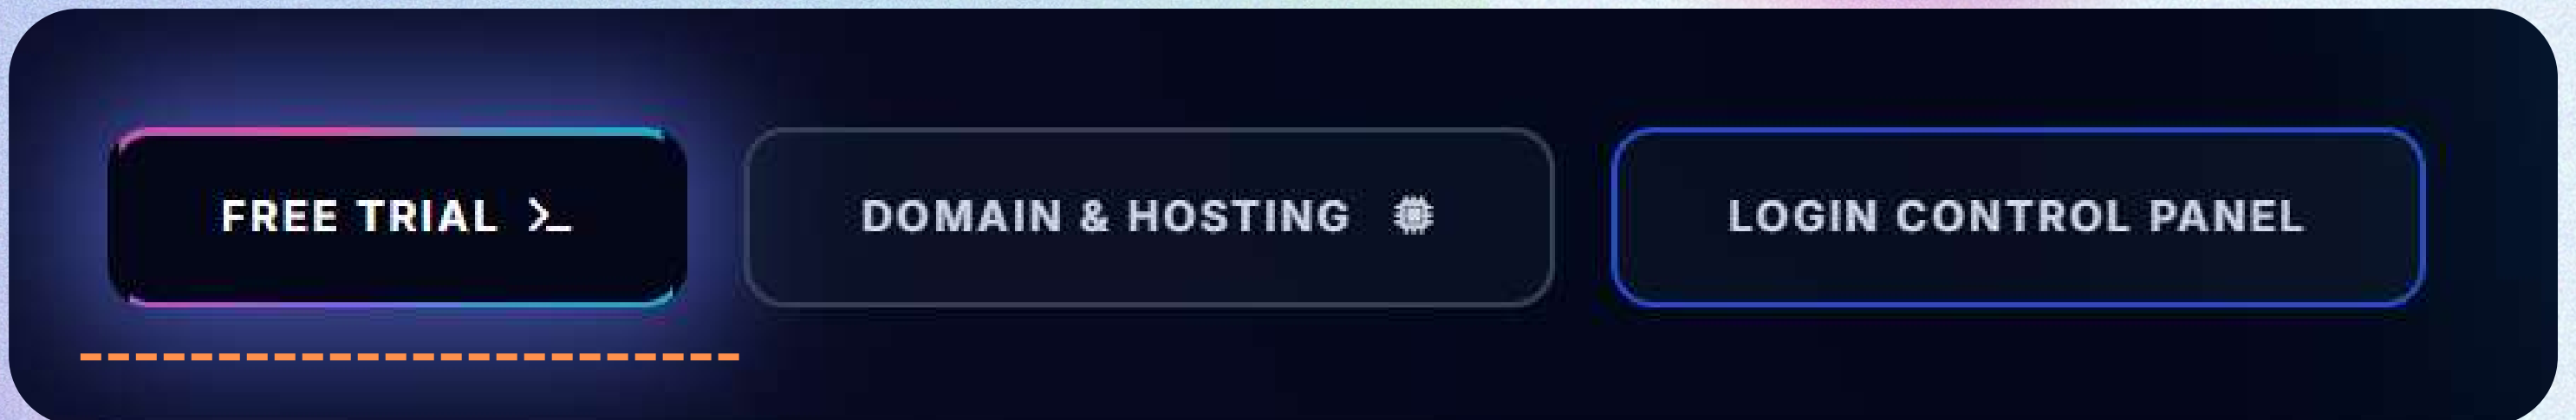 FREE TRIAL >_
DOMAIN & HOSTING
LOGIN CONTROL PANEL